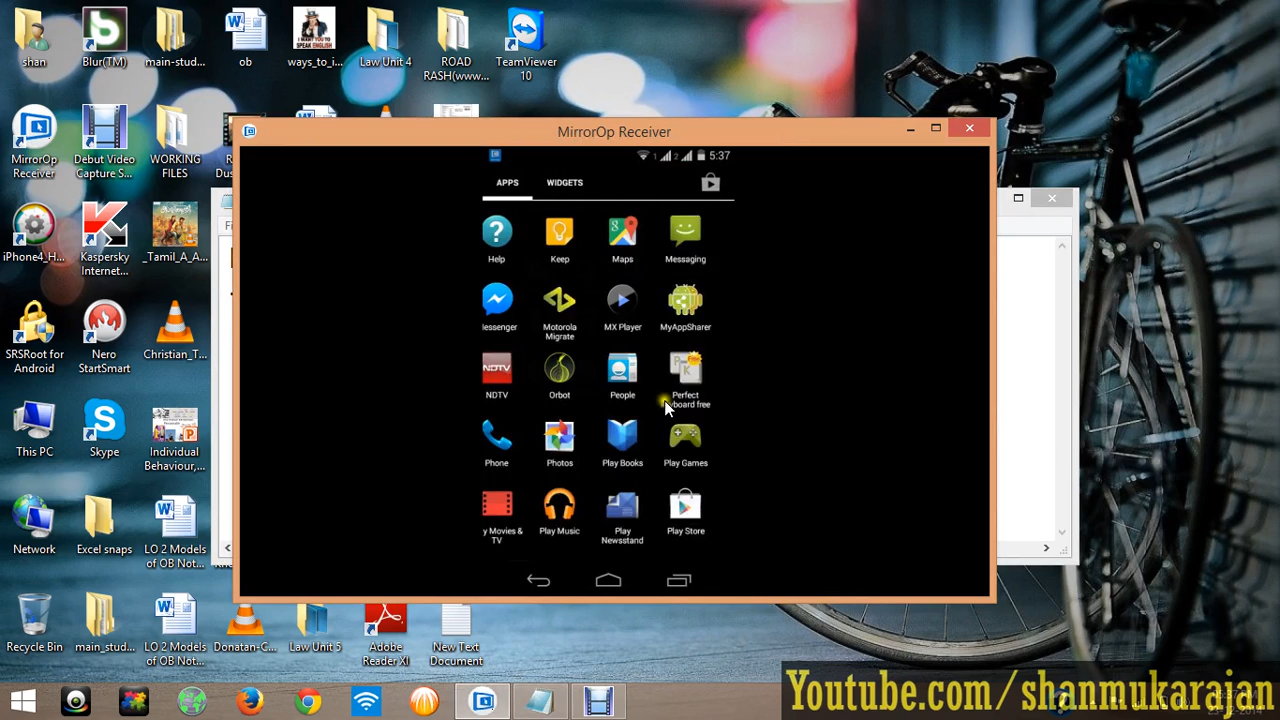 shan
Blur(TM)
main-stud...
ob
ways_to_i...
Law Unit 4
ROAD
RASH(www...
TeamViewer
10
MirrorOp
Receiver
Debut Video
Capture S...
WORKING
FILES
iPhone4_H...
Kaspersky
Internet...
_Tamil_A_A...
SRSRoot for
Android
Nero
StartSmart
Christian_T...
This PC
Skype
Individual
Behaviour,...
Network
Excel snaps
LO 2 Models
of OB Not...
Recycle Bin
main_stud...
LO 2 Models
of OB Not...
Donatan-C...
Law Unit 5
Adobe
Reader XI
New Text
Document
MirrorOp Receiver
1
2
5:37
APPS
WIDGETS
Help
Keep
Maps
Messaging
lessenger
Motorola
Migrate
MX Player
MyAppSharer
NDTV
NDTV
Orbot
People
Perfect
board free
Phone
Photos
Play Books
Play Games
y Movies &
TV
Play Music
Play
Newsstand
Play Store
Youtube.com/shanmukarajan